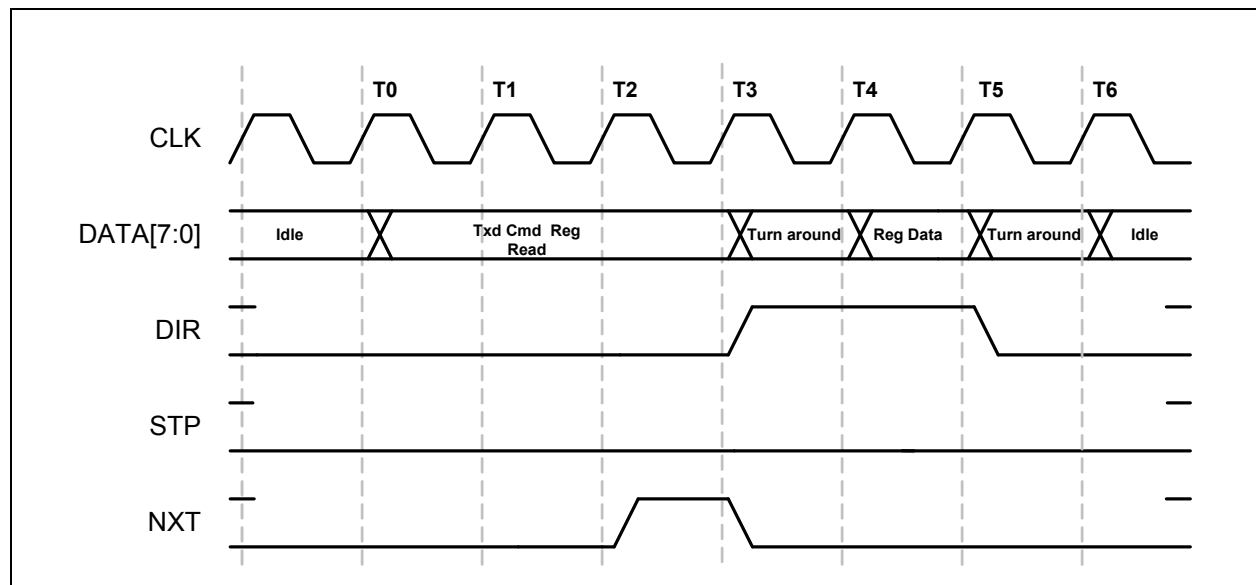 T0 T1 T2 T3 T4 T5 T6
CLK
DATA[7:0]
Idle
Txd Cmd Reg
Read
Turn around
Reg Data
Turn around
Idle
DIR
STP
NXT